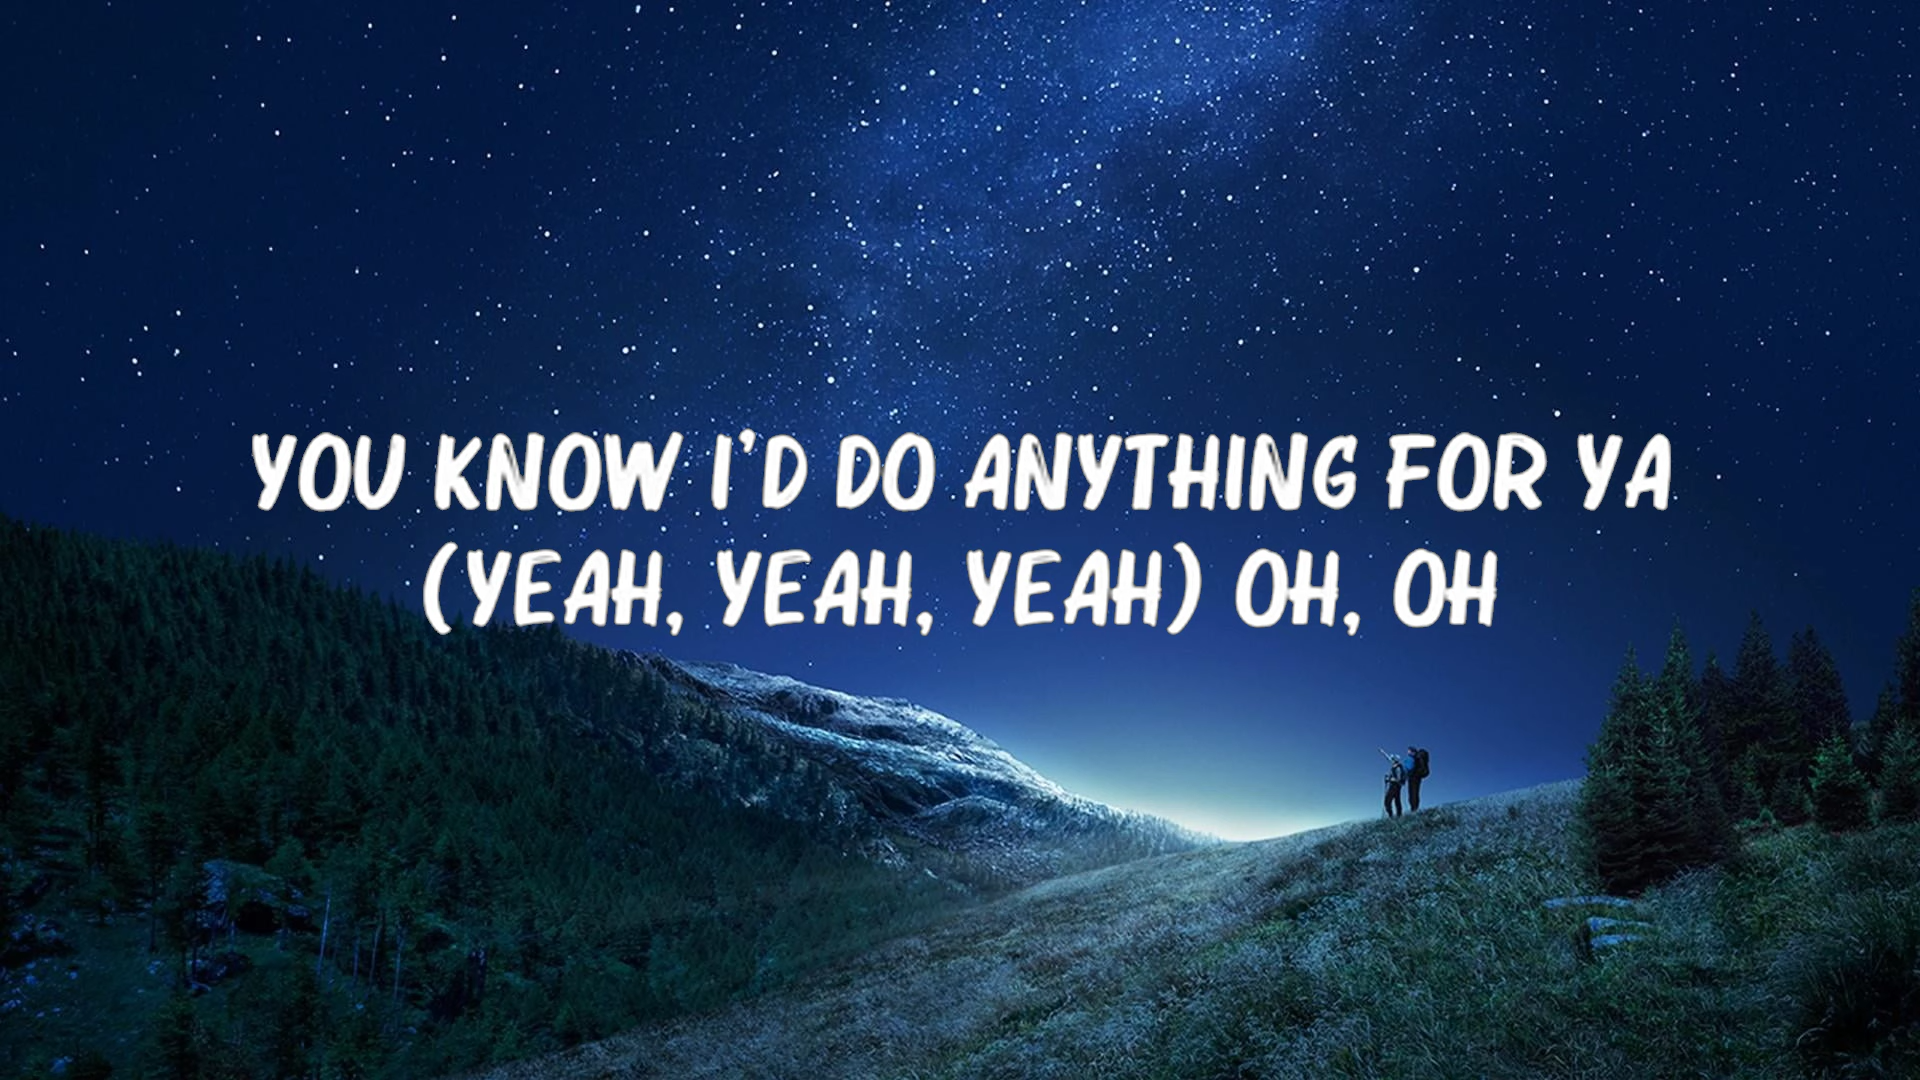 YOU KNOW I'D DO ANYTHING FOR YA
(YEAH, YEAH, YEAH) OH, OH